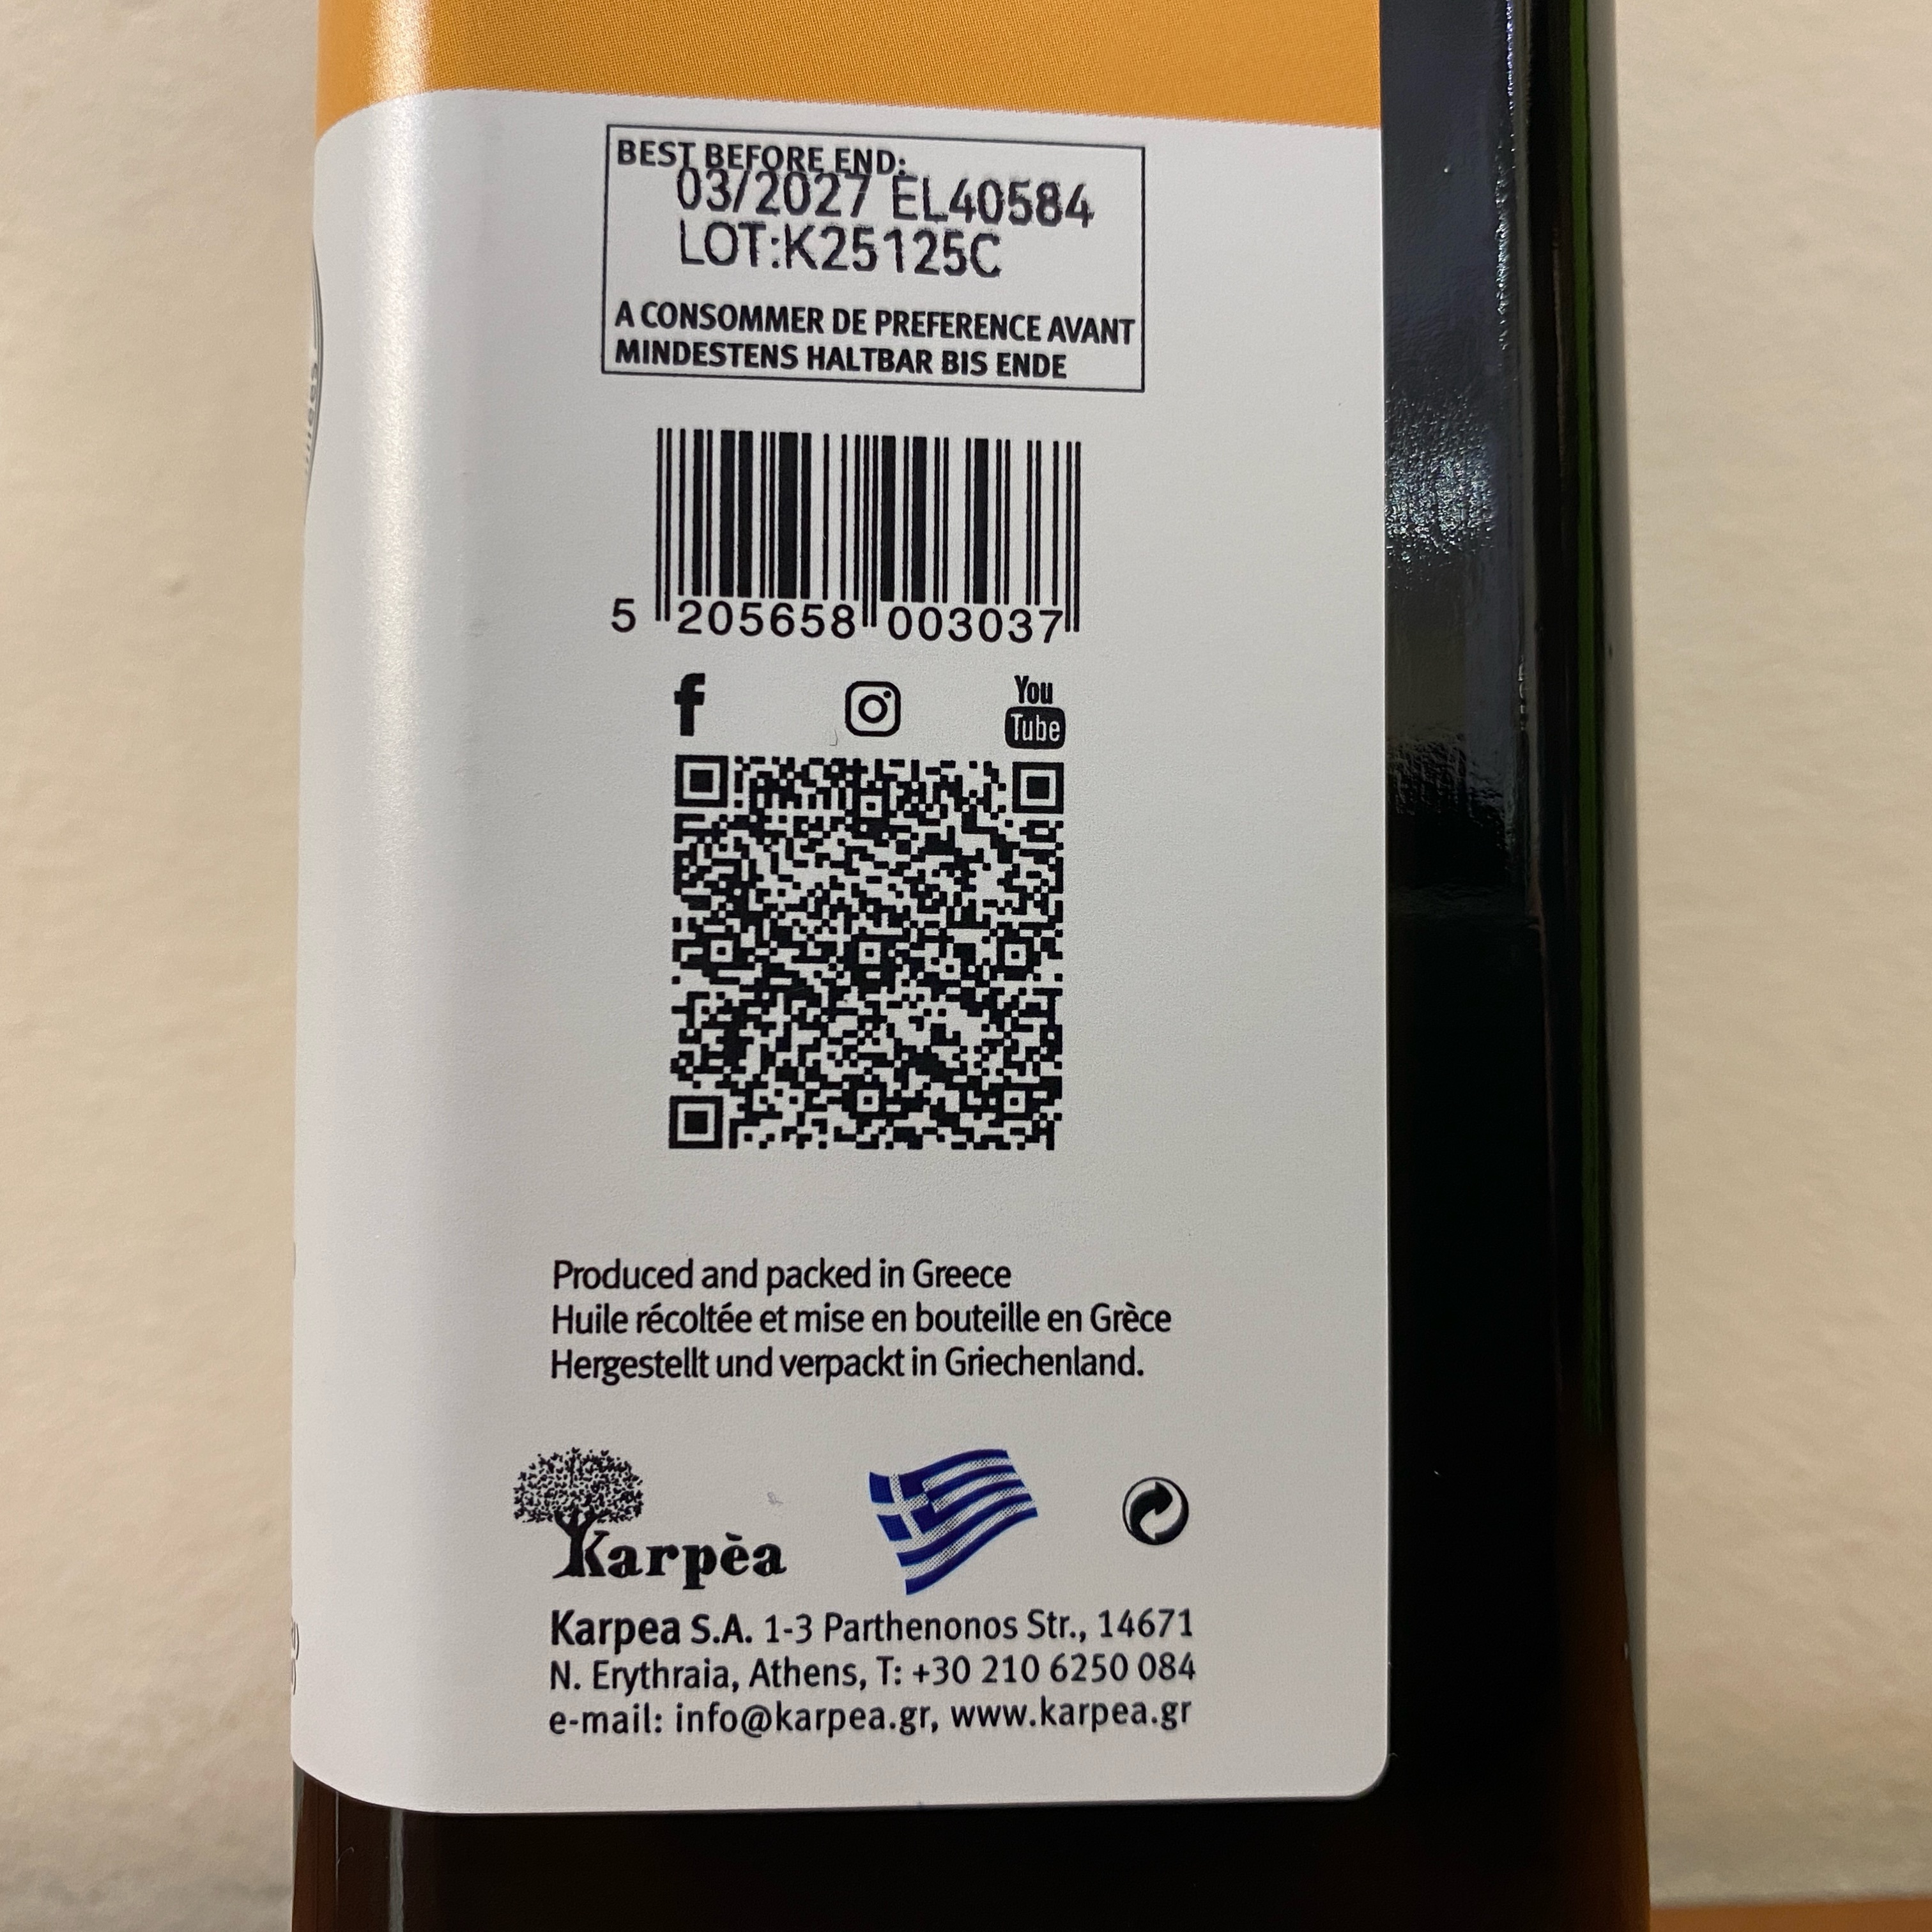 BEST BEFORE END:
03/2027 EL40584
LOT:K25125C
A CONSOMMER DE PREFERENCE AVANT
MINDESTENS HALTBAR BIS ENDE
5 205658 003037
f
You
Tube
Produced and packed in Greece
Huile récoltée et mise en bouteille en Grèce
Hergestellt und verpackt in Griechenland.
Karpèa
Karpea S.A. 1-3 Parthenonos Str., 14671
N. Erythraia, Athens, T: +30 210 6250 084
e-mail: info@karpea.gr, www.karpea.gr